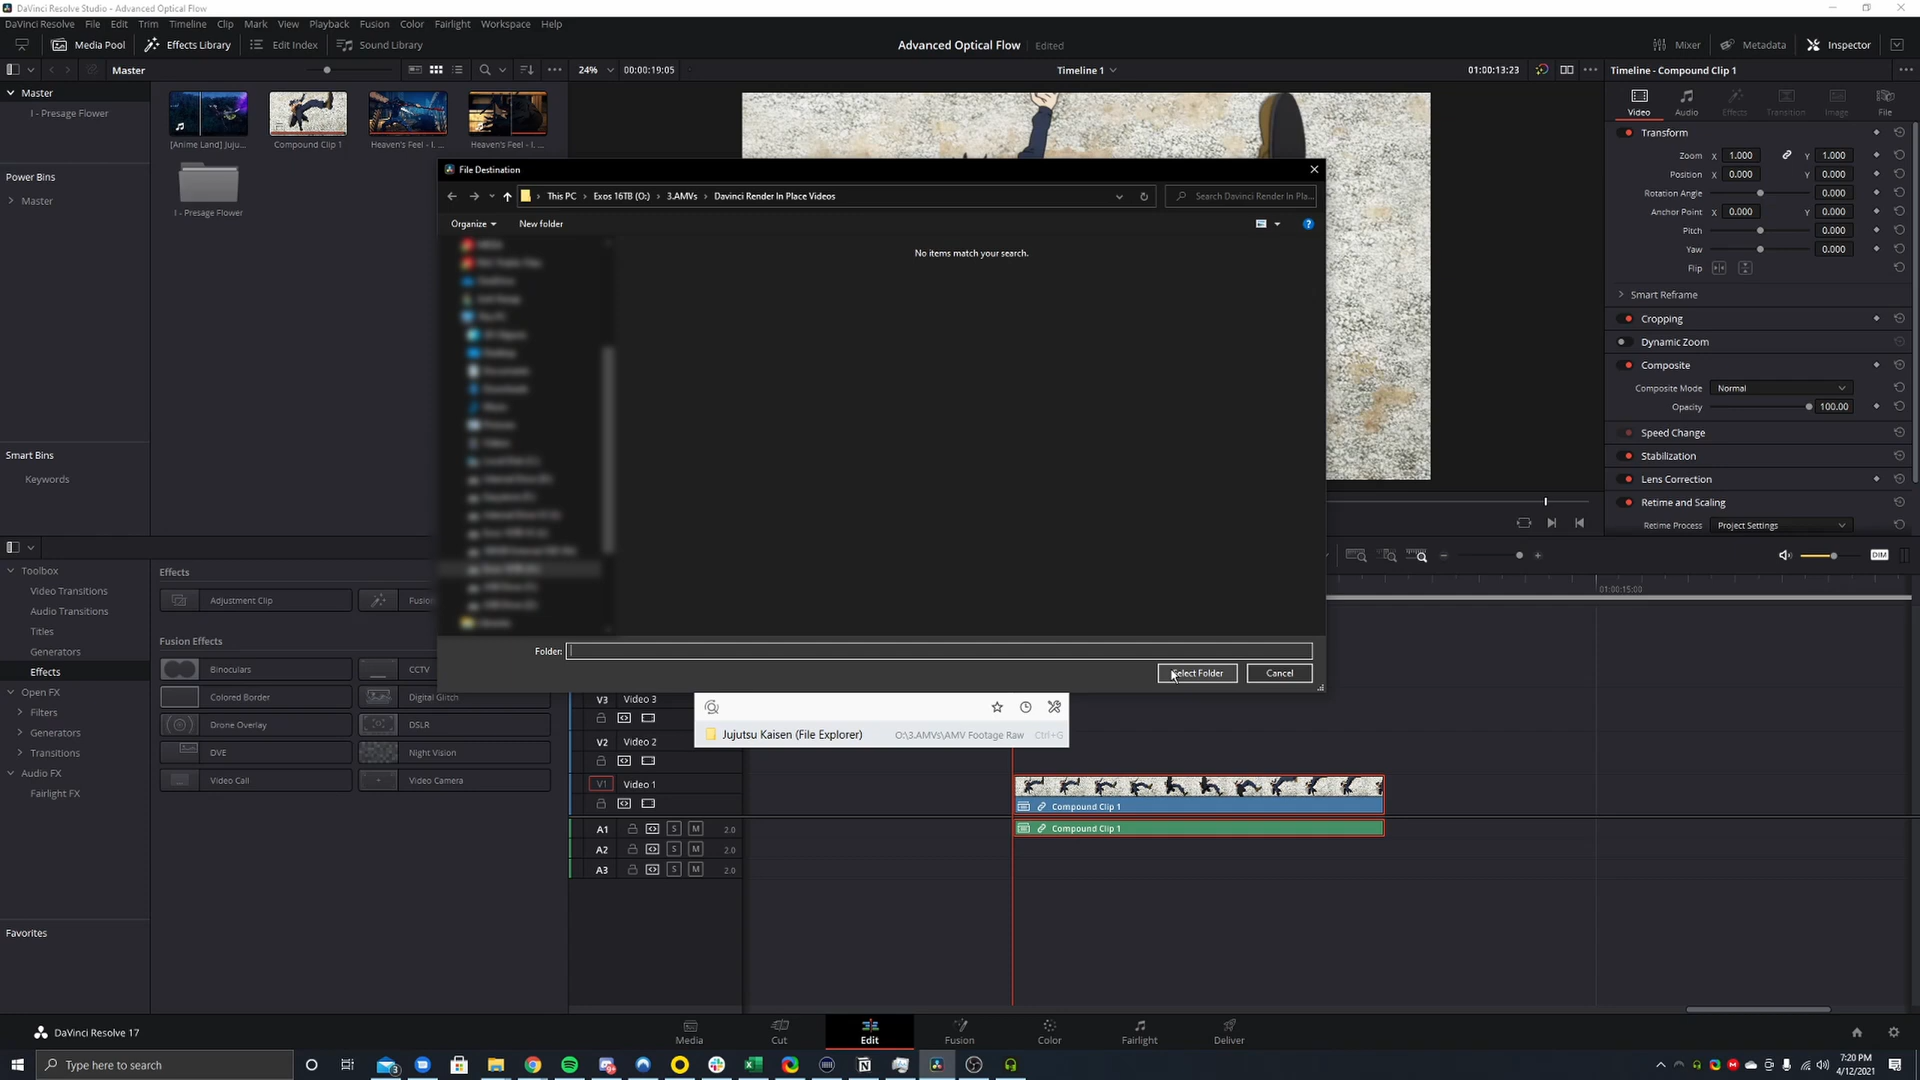 DaVinci Resolve Studio - Advanced Optical Flow
DaVinci Resolve File Edit Trim Timeline Clip Mark View Playback Fusion Color Fairlight Workspace Help
Media Pool Effects Library Edit Index Sound Library Advanced Optical Flow Edited Mixer Metadata Inspector
Master 24% 00:00:19:05 Timeline 1 01:00:13:23 Timeline - Compound Clip 1
Master
I - Presage Flower
Power Bins
Master
Smart Bins
Keywords
[Anime Land] Juju... Compound Clip 1 Heaven's Feel - I. ... Heaven's Feel - I. ...
I - Presage Flower
File Destination
This PC Exos 16TB (O:) 3.AMVs Davinci Render In Place Videos
Search Davinci Render In Pla...
Organize New folder
No items match your search.
Folder:
Select Folder Cancel
Jujutsu Kaisen (File Explorer) O:\3.AMVs\AMV Footage Raw Ctrl+G
Video Audio Effects Transition Image File
Transform
Zoom X 1.000 Y 1.000
Position X 0.000 Y 0.000
Rotation Angle 0.000
Anchor Point X 0.000 Y 0.000
Pitch 0.000
Yaw 0.000
Flip
Smart Reframe
Cropping
Dynamic Zoom
Composite
Composite Mode Normal
Opacity 100.00
Speed Change
Stabilization
Lens Correction
Retime and Scaling
Retime Process Project Settings
DIM
Toolbox
Video Transitions
Audio Transitions
Titles
Generators
Effects
Open FX
Filters
Generators
Transitions
Audio FX
Fairlight FX
Favorites
Effects
Adjustment Clip Fusio
Fusion Effects
Binoculars CCTV
Colored Border Digital Glitch
Drone Overlay DSLR
DVE Night Vision
Video Call Video Camera
01:00:15:00
V3 Video 3
V2 Video 2
V1 Video 1
Compound Clip 1
A1 S M 2.0 Compound Clip 1
A2 S M 2.0
A3 S M 2.0
DaVinci Resolve 17
Media Cut Edit Fusion Color Fairlight Deliver
Type here to search
7:20 PM
4/12/2021